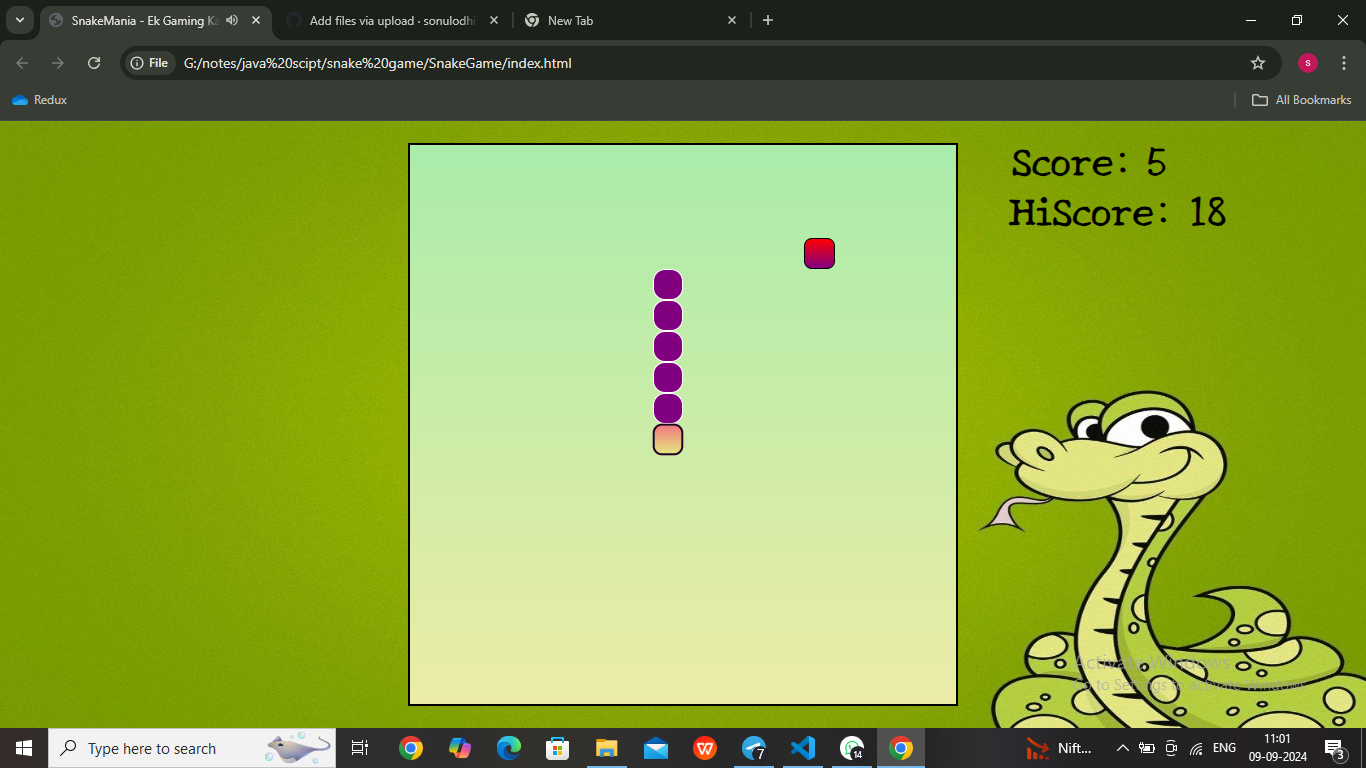 SnakeMania - Ek Gaming Ka
Add files via upload · sonulodhi
New Tab
File
G:/notes/java%20scipt/snake%20game/SnakeGame/index.html
s
Redux
All Bookmarks
Score: 5
HiScore: 18
Activate Windows
Go to Settings to activate Windows.
Type here to search
W
7
14
Nift...
ENG
11:01
09-09-2024
3